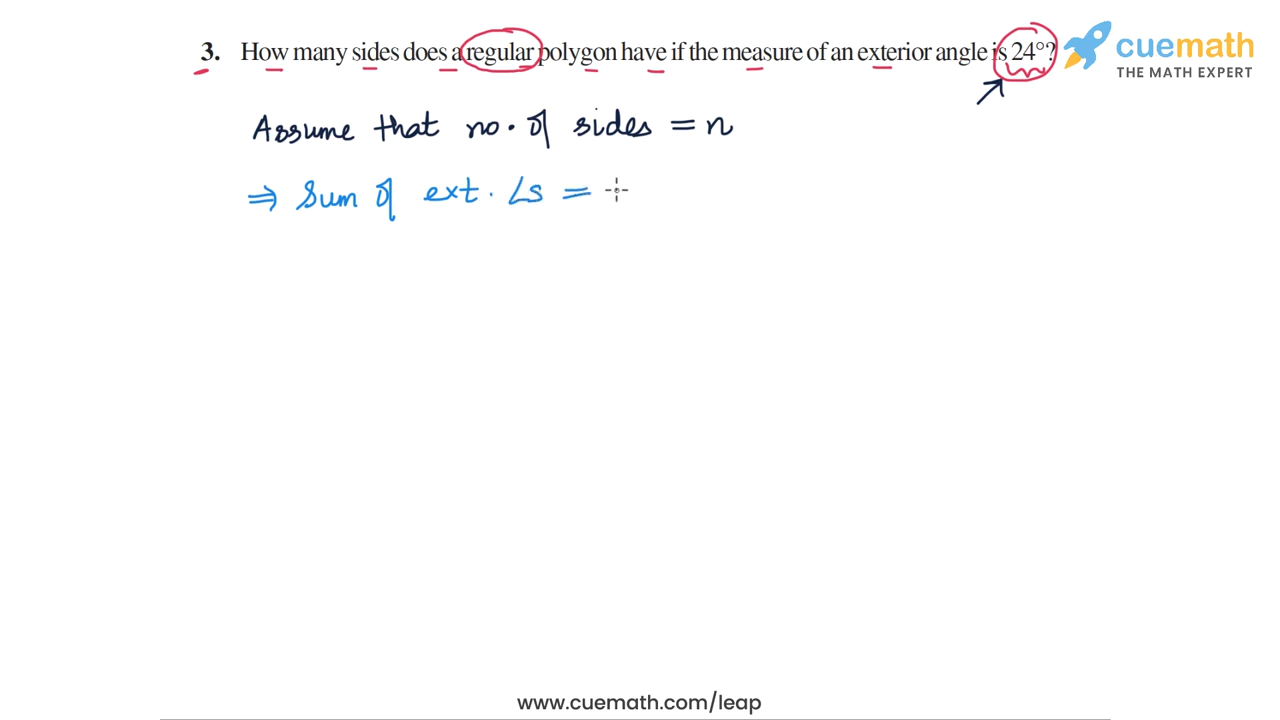 3. How many sides does a regular polygon have if the measure of an exterior angle is 24°?
cuemath
THE MATH EXPERT
Assume that no. of sides = n
⇒ Sum of ext. ∠s =
www.cuemath.com/leap